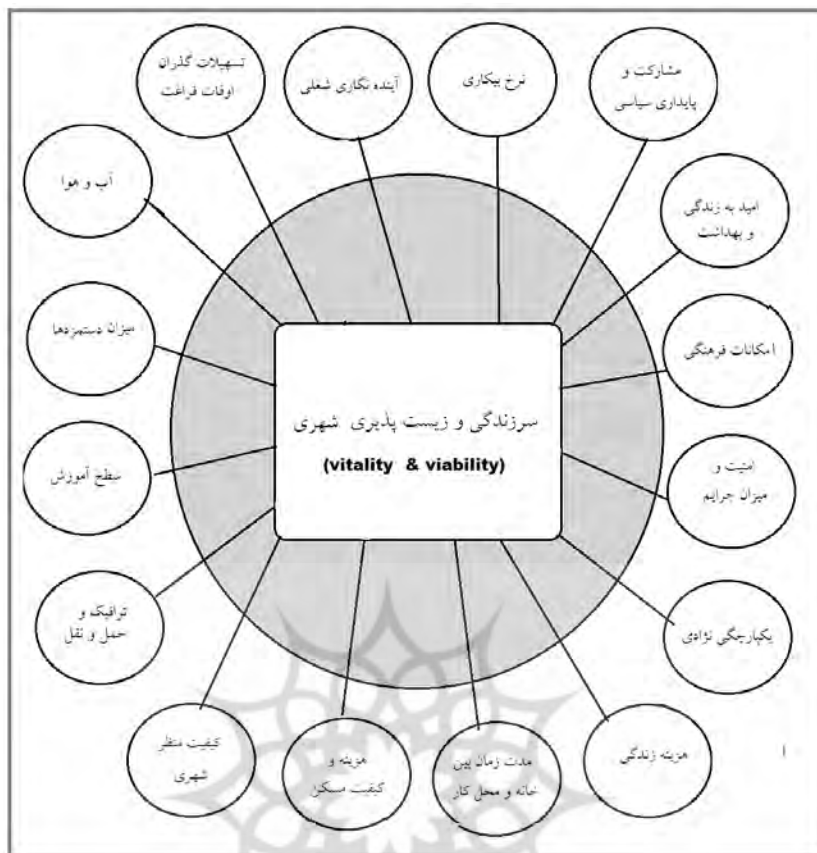 مشارکت و
پایداری سیاسی
نرخ بیکاری
آینده نگاری شغلی
تسهیلات گذران
اوقات فراغت
آب و هوا
امید به زندگی
و بهداشت
میزان دستمزدها
امکانات فرهنگی
سرزندگی و زیست پذیری شهری
(vitality & viability)
سطح آموزش
امنیت و
میزان جرایم
ترافیک و
حمل و نقل
یکپارچگی نژادی
کیفیت منظر
شهری
هزینه و
کیفیت مسکن
مدت زمان بین
خانه و محل کار
هزینه زندگی